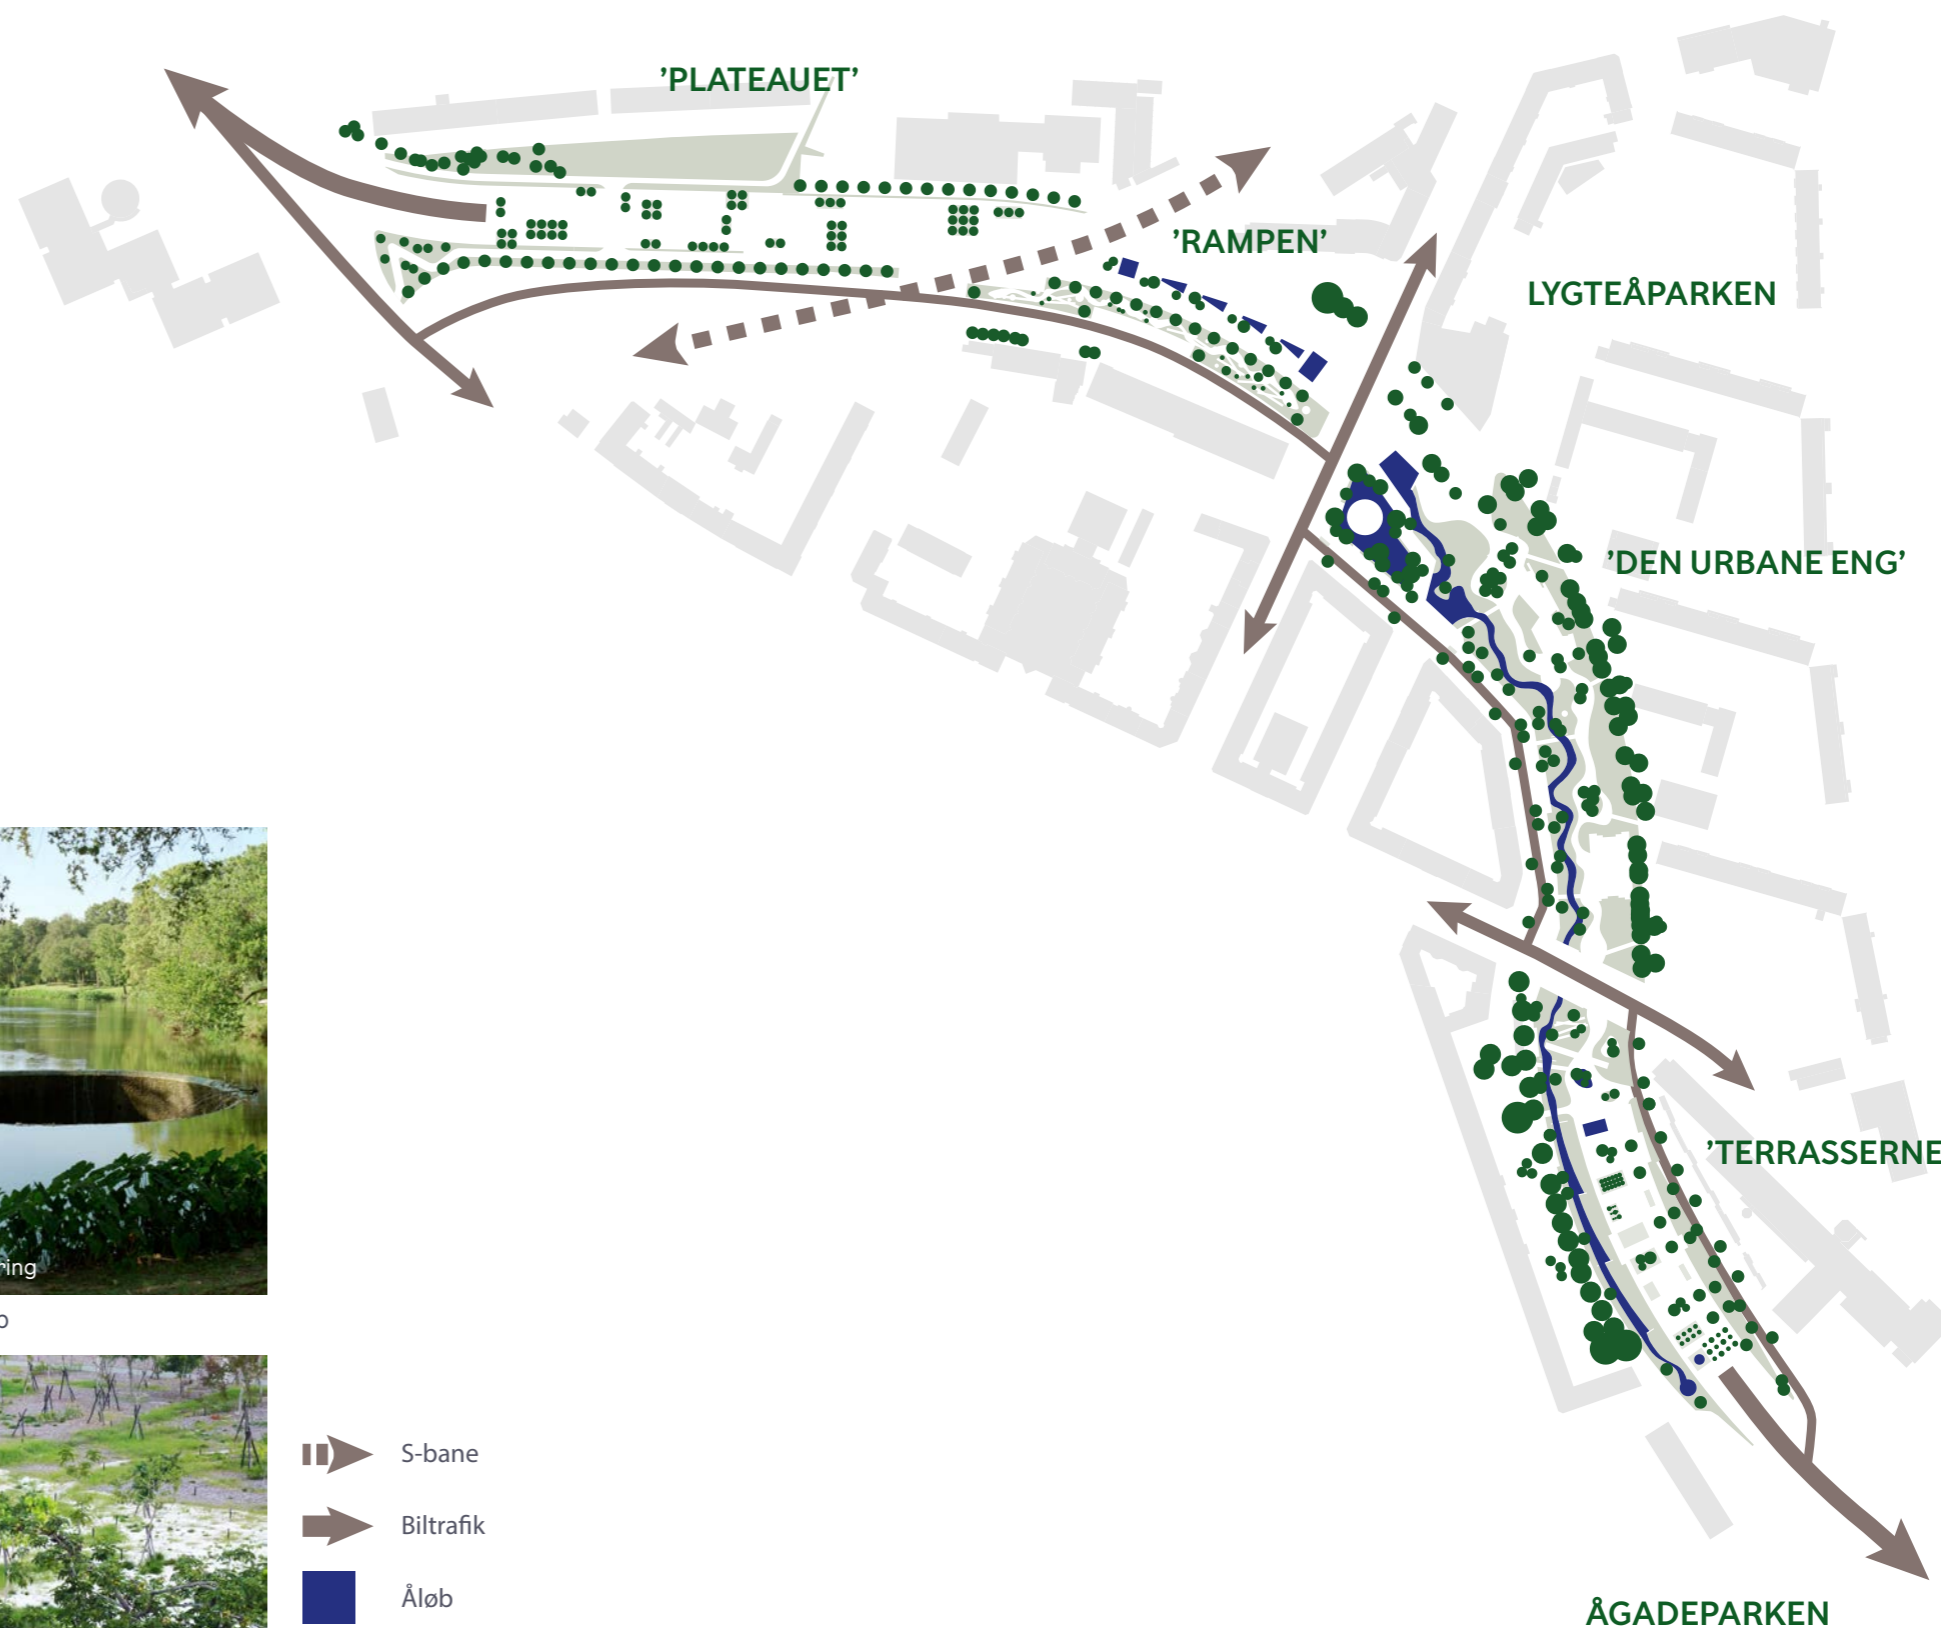 'PLATEAUET'
'RAMPEN'
LYGTEÅPARKEN
'DEN URBANE ENG'
'TERRASSERNE
S-bane
Biltrafik
Åløb
ÅGADEPARKEN